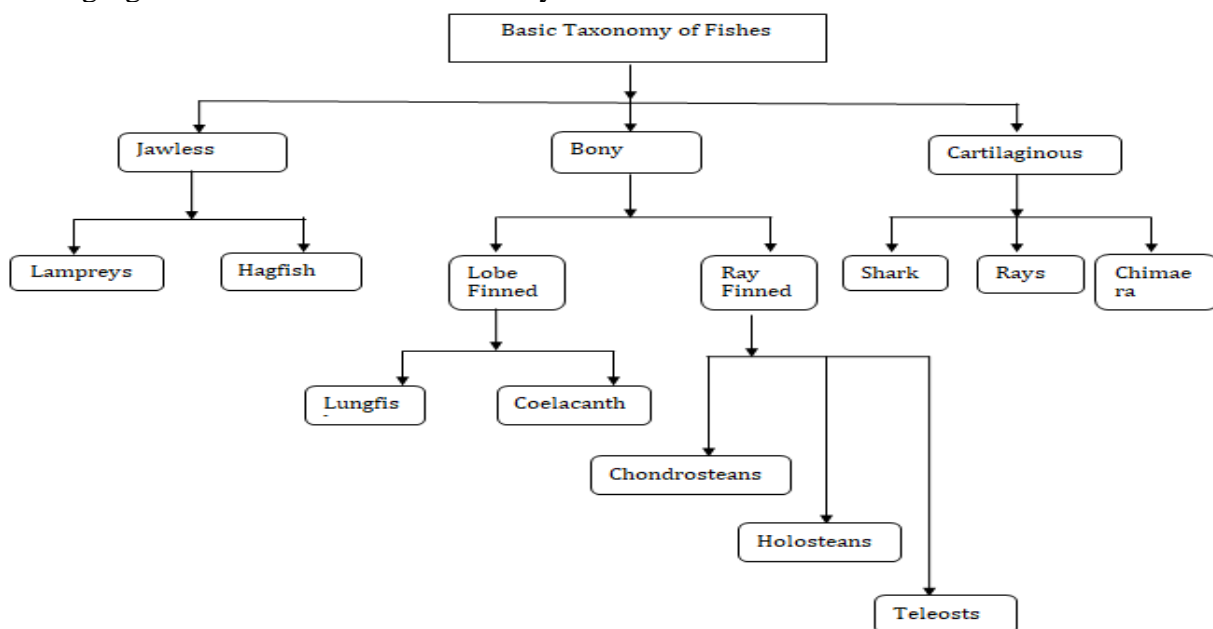 Basic Taxonomy of Fishes
Jawless
Bony
Cartilaginous
Lampreys
Hagfish
Lobe
Finned
Ray
Finned
Shark
Rays
Chimae
ra
Lungfis
Coelacanth
Chondrosteans
Holosteans
Teleosts